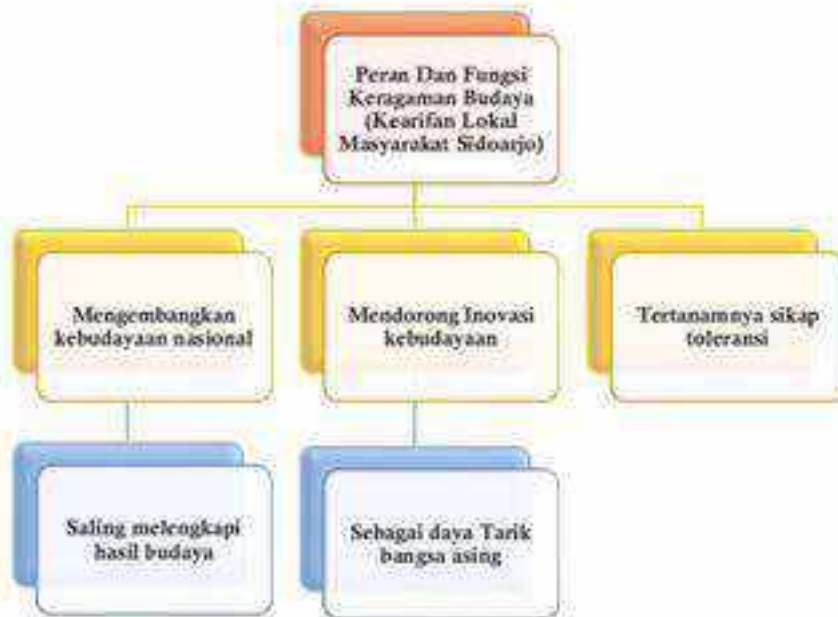 Peran Dan Fungsi
Keragaman Budaya
(Kearifan Lokal
Masyarakat Sidoarjo)
Mengembangkan
kebudayaan nasional
Mendorong Inovasi
kebudayaan
Tertanamnya sikap
toleransi
Saling melengkapi
hasil budaya
Sebagai daya Tarik
bangsa asing